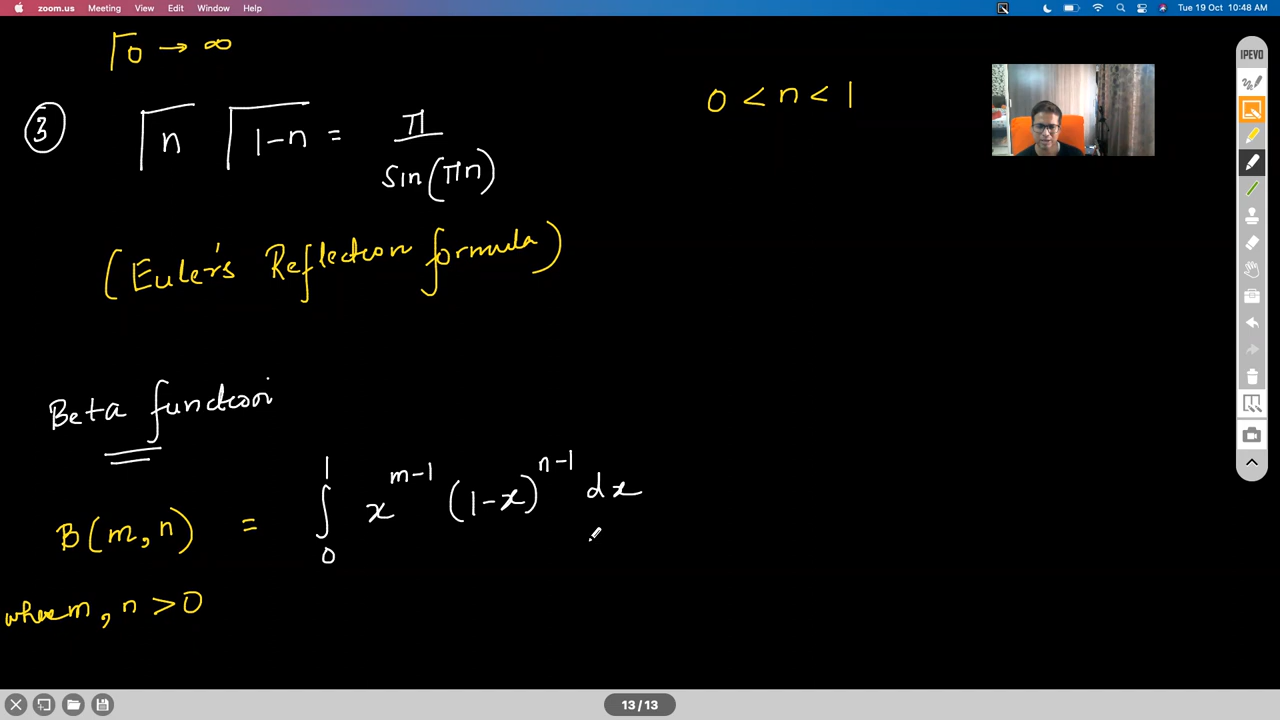 zoom.us Meeting View Edit Window Help Tue 19 Oct 10:48 AM
IPEVO
Γ0 → ∞
0 < n < 1
③ Γn Γ1-n = π / sin(πn)
(Euler's Reflection formula)
Beta function
B(m, n) = ∫₀¹ x^(m-1) (1-x)^(n-1) dx
where m, n > 0
13 / 13